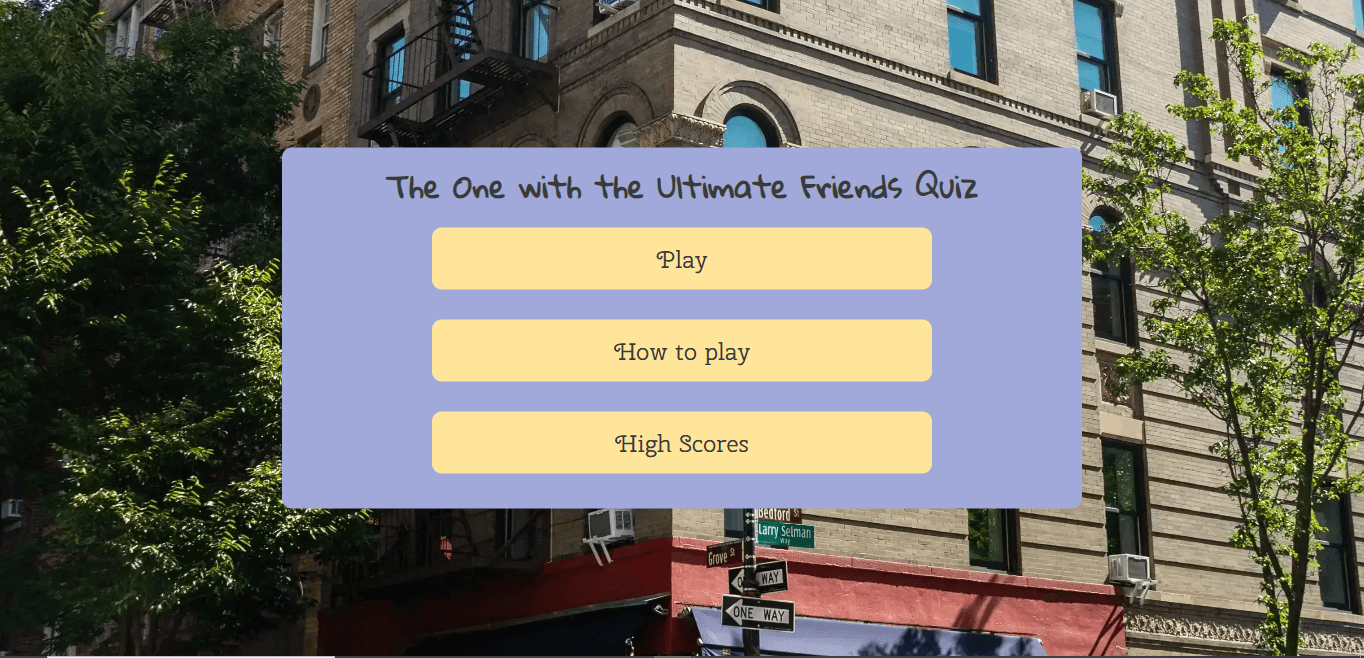 The One with the Ultimate Friends Quiz
Play
How to play
High Scores
Bedford St
Larry Selman
Way
Grove St
ONE WAY
ONE WAY